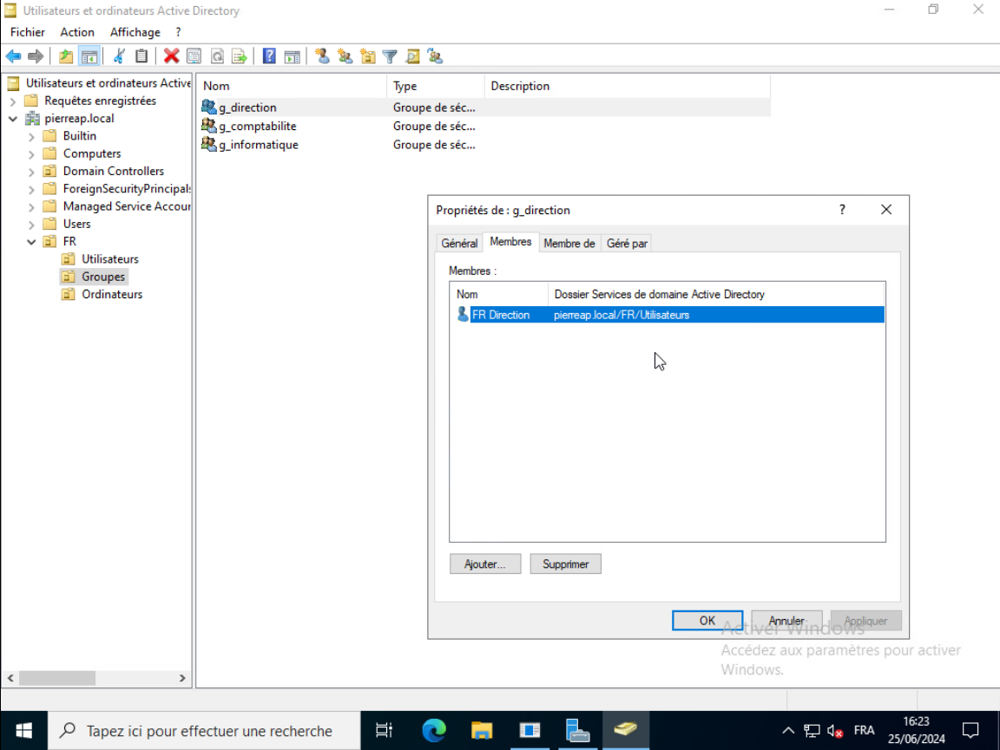 Utilisateurs et ordinateurs Active Directory
Fichier Action Affichage ?
Utilisateurs et ordinateurs Active
Requêtes enregistrées
pierreap.local
Builtin
Computers
Domain Controllers
ForeignSecurityPrincipals
Managed Service Accour
Users
FR
Utilisateurs
Groupes
Ordinateurs
Nom Type Description
g_direction Groupe de séc...
g_comptabilite Groupe de séc...
g_informatique Groupe de séc...
Propriétés de : g_direction ?
Général Membres Membre de Géré par
Membres :
Nom Dossier Services de domaine Active Directory
FR Direction pierreap.local/FR/Utilisateurs
Ajouter... Supprimer
OK Annuler Appliquer
Activer Windows
Accédez aux paramètres pour activer
Windows.
Tapez ici pour effectuer une recherche
FRA
16:23
25/06/2024